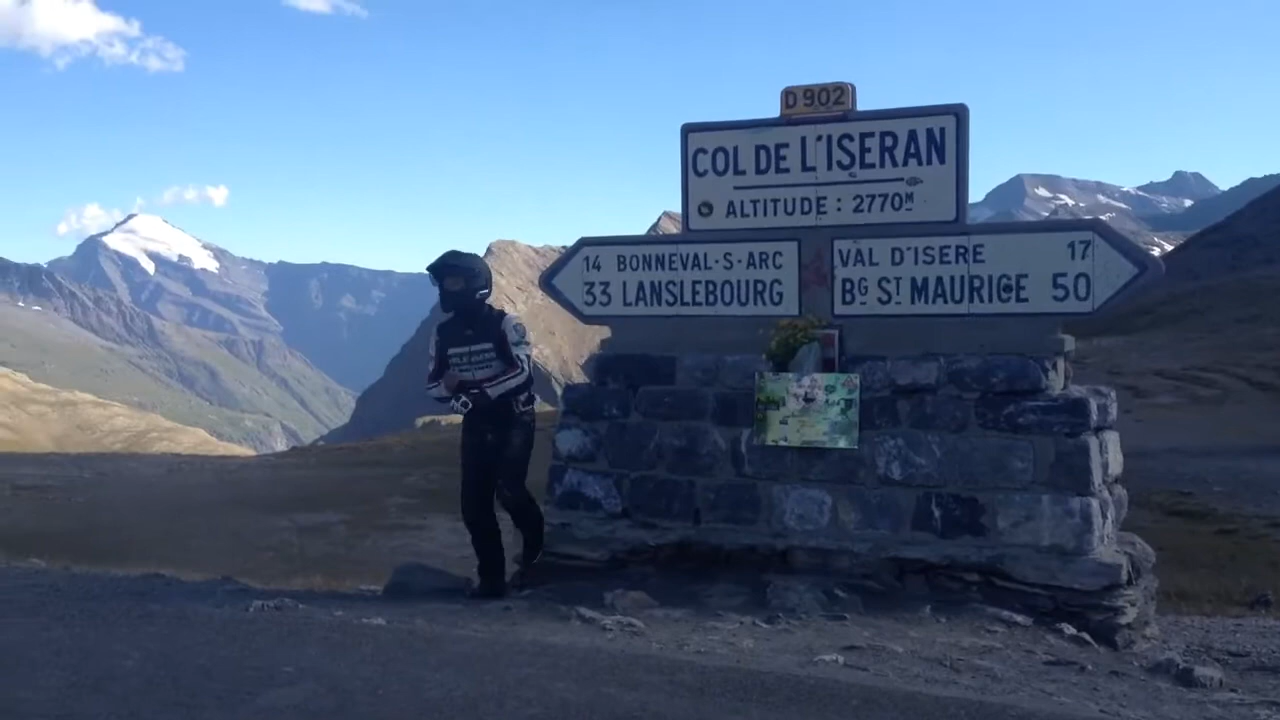 D 902
COL DE L'ISERAN
ALTITUDE : 2770M
14 BONNEVAL-S-ARC
33 LANSLEBOURG
VAL D'ISERE 17
BG ST MAURICE 50